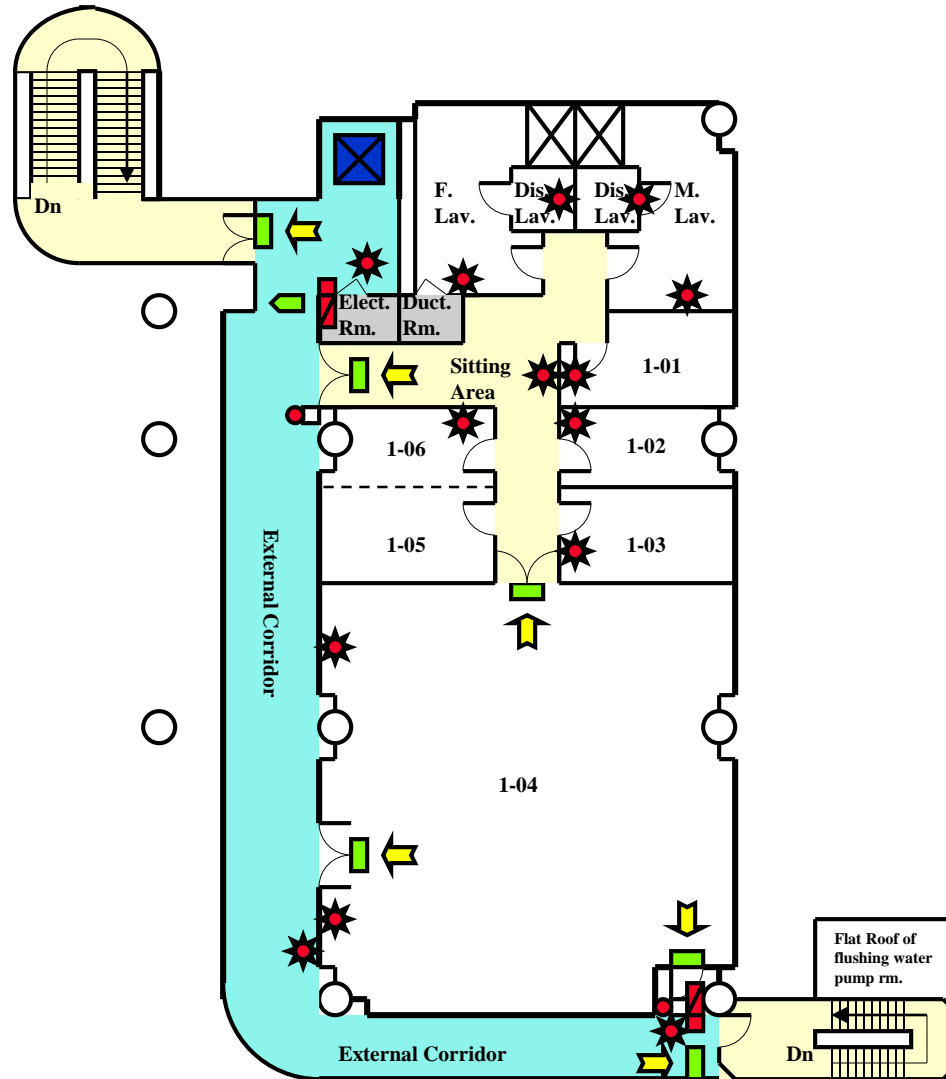 F.
Lav.
Dis.
Lav.
Dis.
Lav.
M.
Lav.
Dn
Elect.
Rm.
Duct.
Rm.
Sitting
Area
1-01
1-06
1-02
1-05
1-03
External Corridor
1-04
Flat Roof of
flushing water
pump rm.
External Corridor
Dn